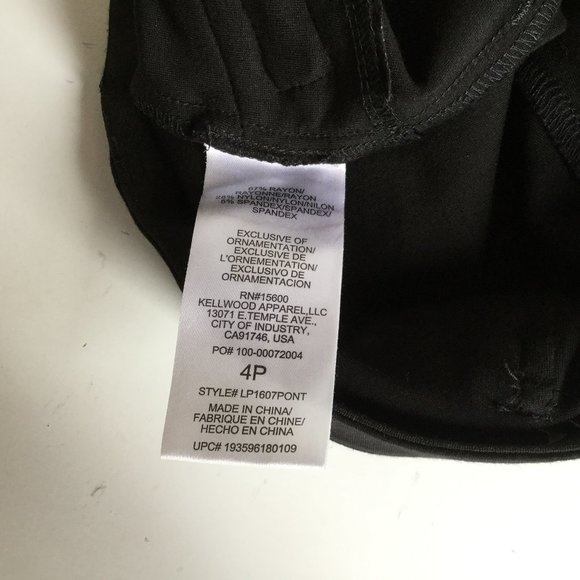 67% RAYON/
RAYONNE/RAYON
28% NYLON/NYLON/NILON
5% SPANDEX/SPANDEX/
SPANDEX
EXCLUSIVE OF
ORNAMENTATION/
EXCLUSIVE DE
L'ORNEMENTATION/
EXCLUSIVO DE
ORNAMENTACION
RN#15600
KELLWOOD APPAREL,LLC
13071 E.TEMPLE AVE.,
CITY OF INDUSTRY,
CA91746, USA
PO# 100-00072004
4P
STYLE# LP1607PONT
MADE IN CHINA/
FABRIQUE EN CHINE/
HECHO EN CHINA
UPC# 193596180109